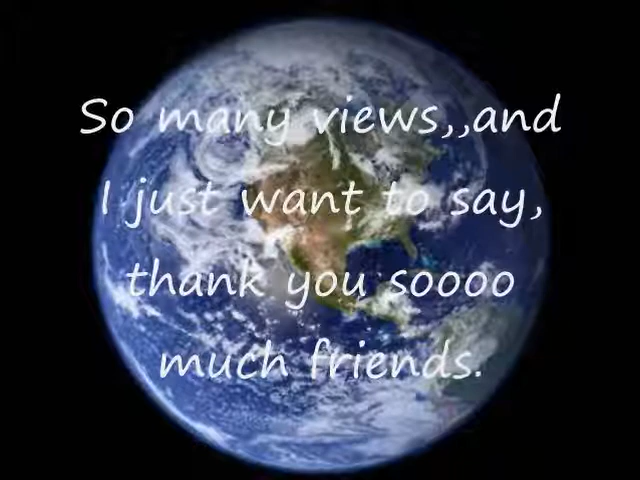 So many views,,and
I just want to say,
thank you soooo
much friends.